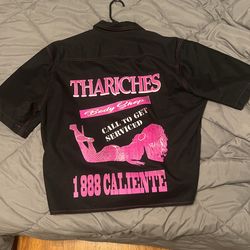 THARICHES
Body Shop
CALL TO GET
SERVICED
1 888 CALIENTE